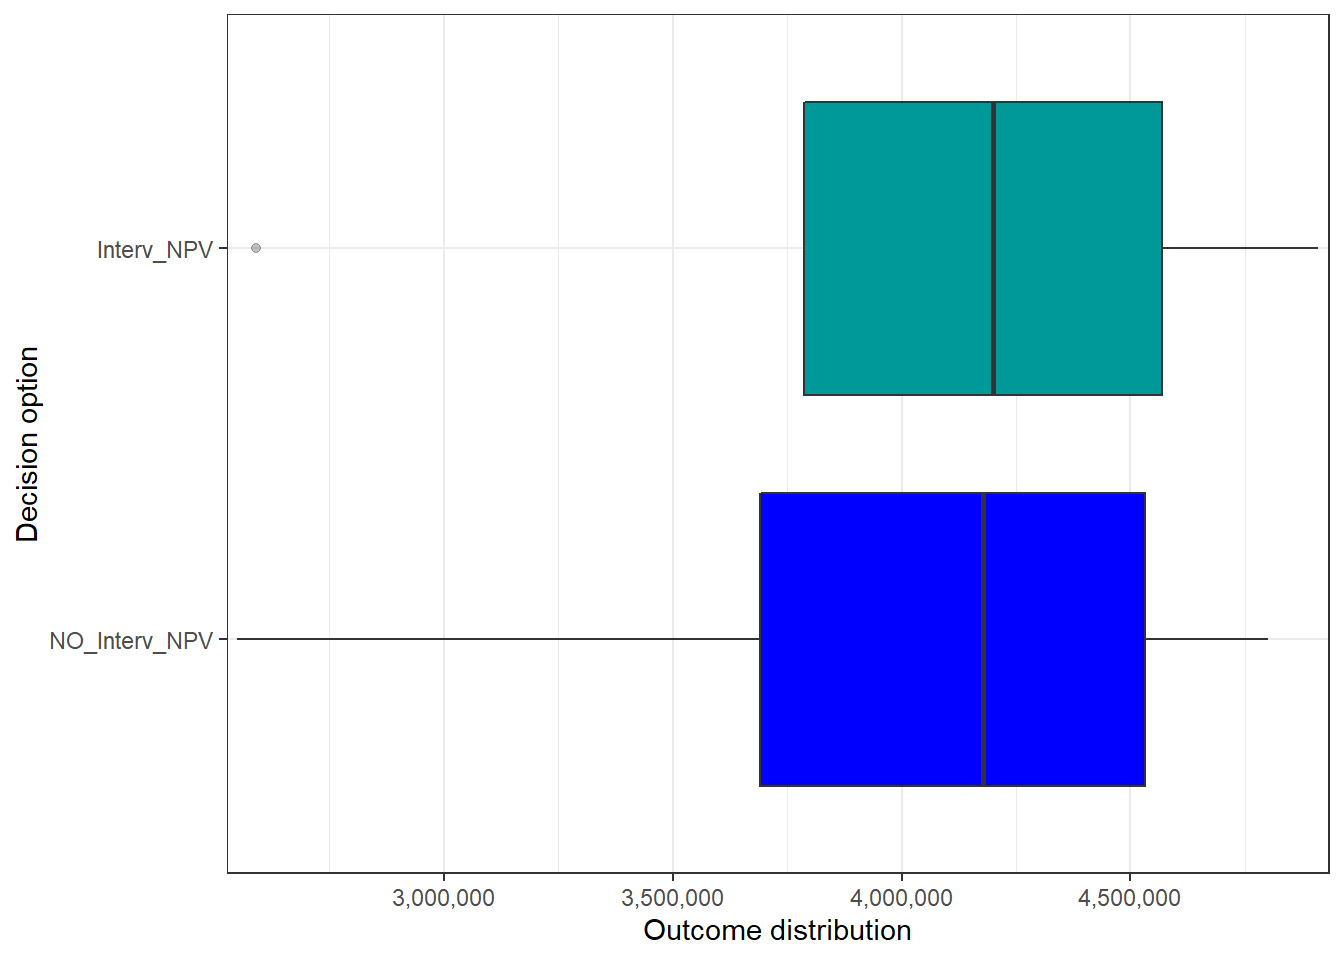 Decision option
Interv_NPV
NO_Interv_NPV
3,000,000 3,500,000 4,000,000 4,500,000
Outcome distribution